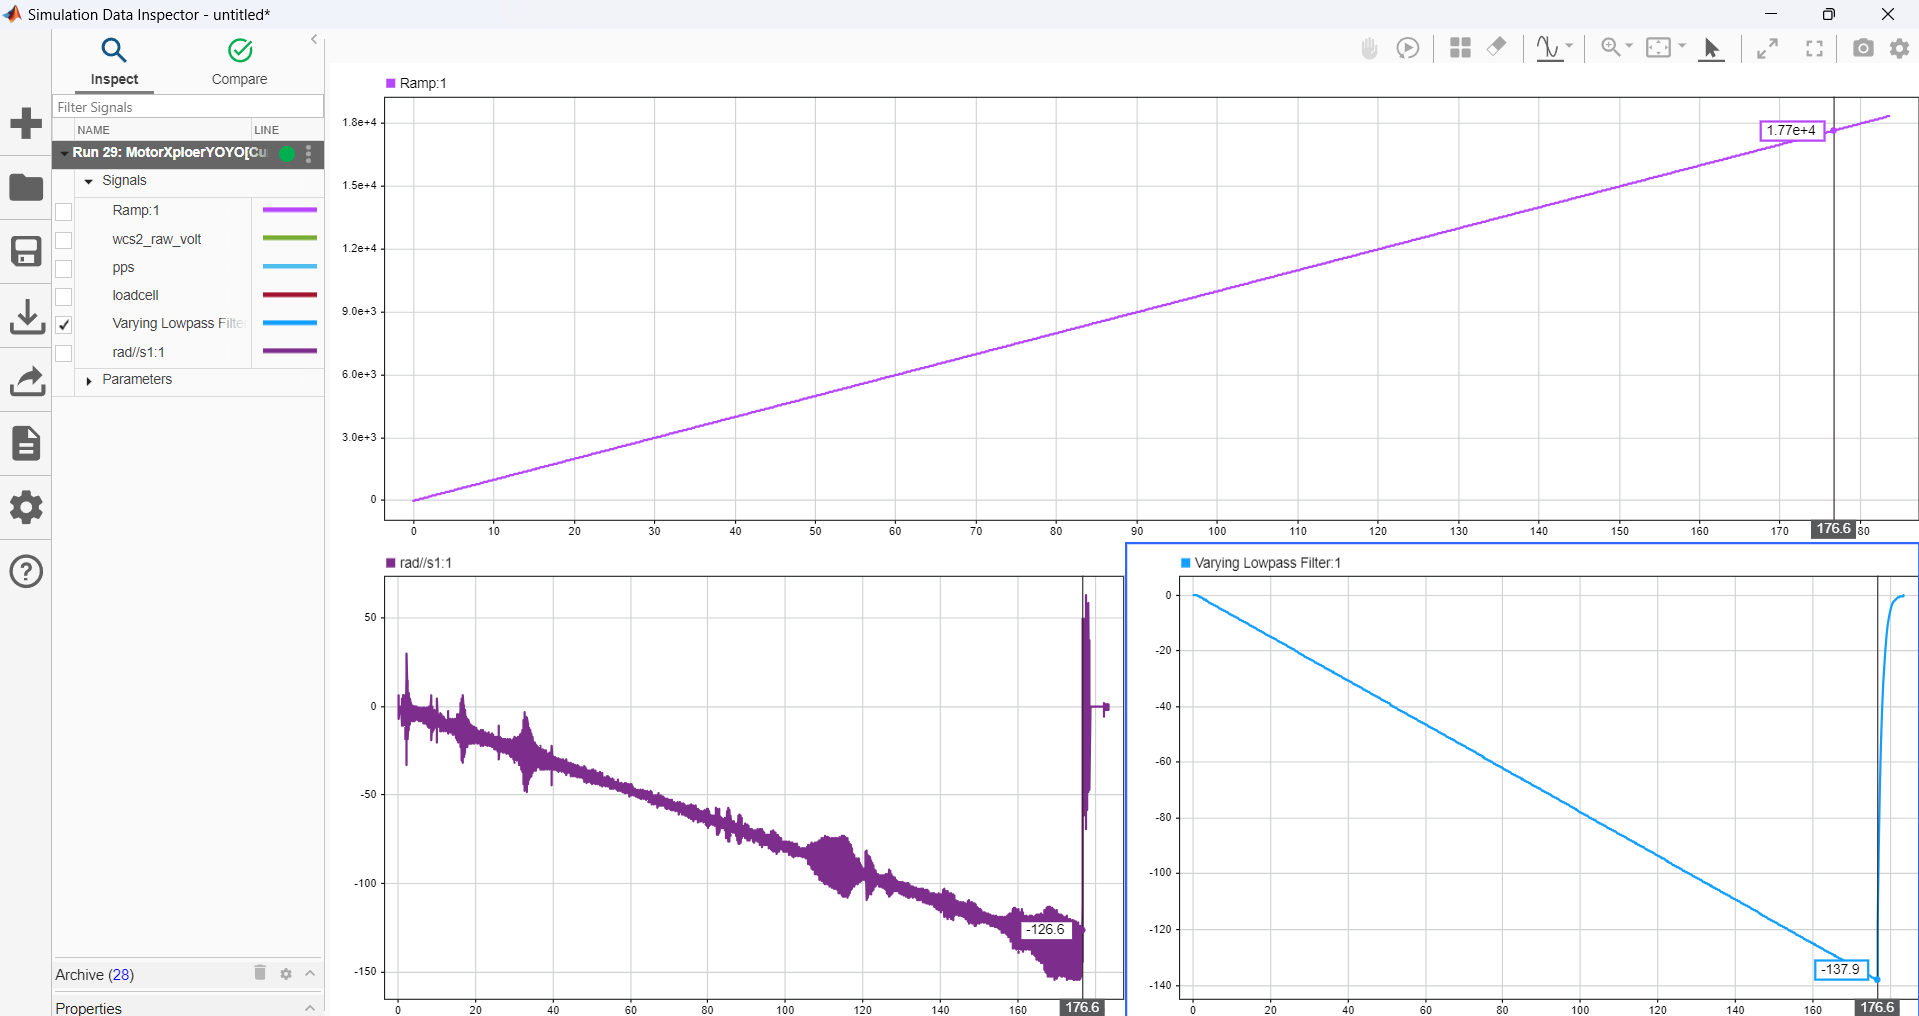 Simulation Data Inspector - untitled*
Inspect
Compare
Filter Signals
NAME
LINE
Run 29: MotorXploerYOYO[Cu
Signals
Ramp:1
wcs2_raw_volt
pps
loadcell
Varying Lowpass Filte
rad//s1:1
Parameters
Archive (28)
Properties
Ramp:1
1.8e+4
1.77e+4
1.5e+4
1.2e+4
9.0e+3
6.0e+3
3.0e+3
0
0 10 20 30 40 50 60 70 80 90 100 110 120 130 140 150 160 170 176.6 80
rad//s1:1
50
0
-50
-100
-126.6
-150
0 20 40 60 80 100 120 140 160 176.6
Varying Lowpass Filter:1
0
-20
-40
-60
-80
-100
-120
-137.9
-140
0 20 40 60 80 100 120 140 160 176.6